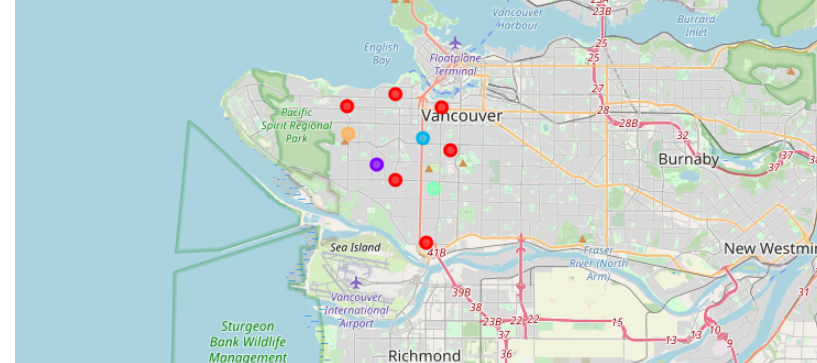 23B
Vancouver
Harbour
Burrard
Inlet
English
Bay
25
25
Floatplane
Terminal
27
28
Pacific
Spirit Regional
Park
Vancouver
28B
32
37
37
Burnaby
Sea Island
41B
Fraser
River (North
Arm)
New Westmin
Vancouver
International
Airport
39B
38
31
23B
22
22
15
13
13
10
9
37
36
Sturgeon
Bank Wildlife
Management
Richmond